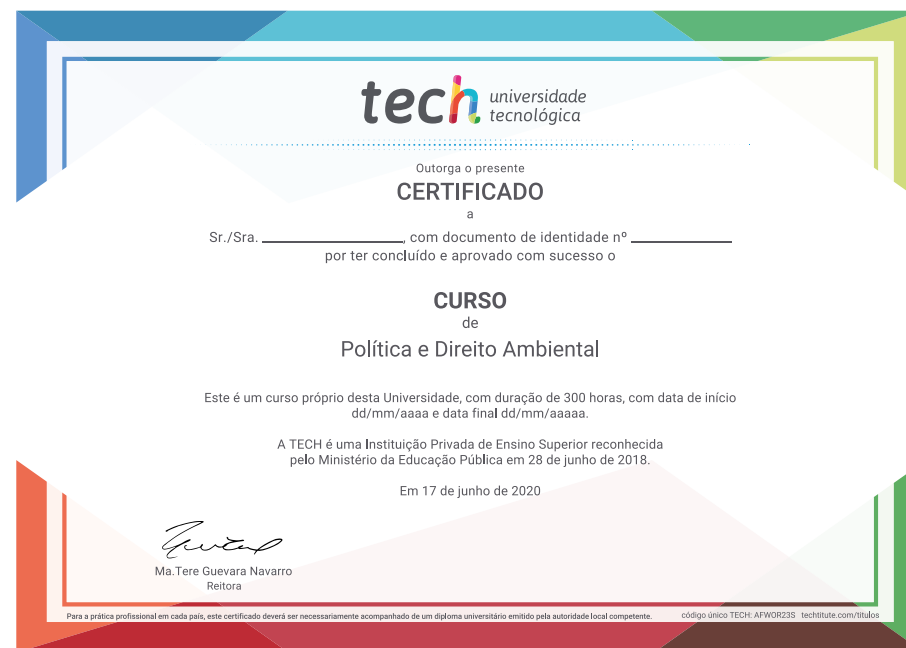 tech universidade
tecnológica
Outorga o presente
CERTIFICADO
a
Sr./Sra. ____________, com documento de identidade nº ____________
por ter concluído e aprovado com sucesso o
CURSO
de
Política e Direito Ambiental
Este é um curso próprio desta Universidade, com duração de 300 horas, com data de início
dd/mm/aaaa e data final dd/mm/aaaaa.
A TECH é uma Instituição Privada de Ensino Superior reconhecida
pelo Ministério da Educação Pública em 28 de junho de 2018.
Em 17 de junho de 2020
Ma.Tere Guevara Navarro
Reitora
Para a prática profissional em cada país, este certificado deverá ser necessariamente acompanhado de um diploma universitário emitido pela autoridade local competente. código único TECH: AFWOR23S techtitute.com/titulos